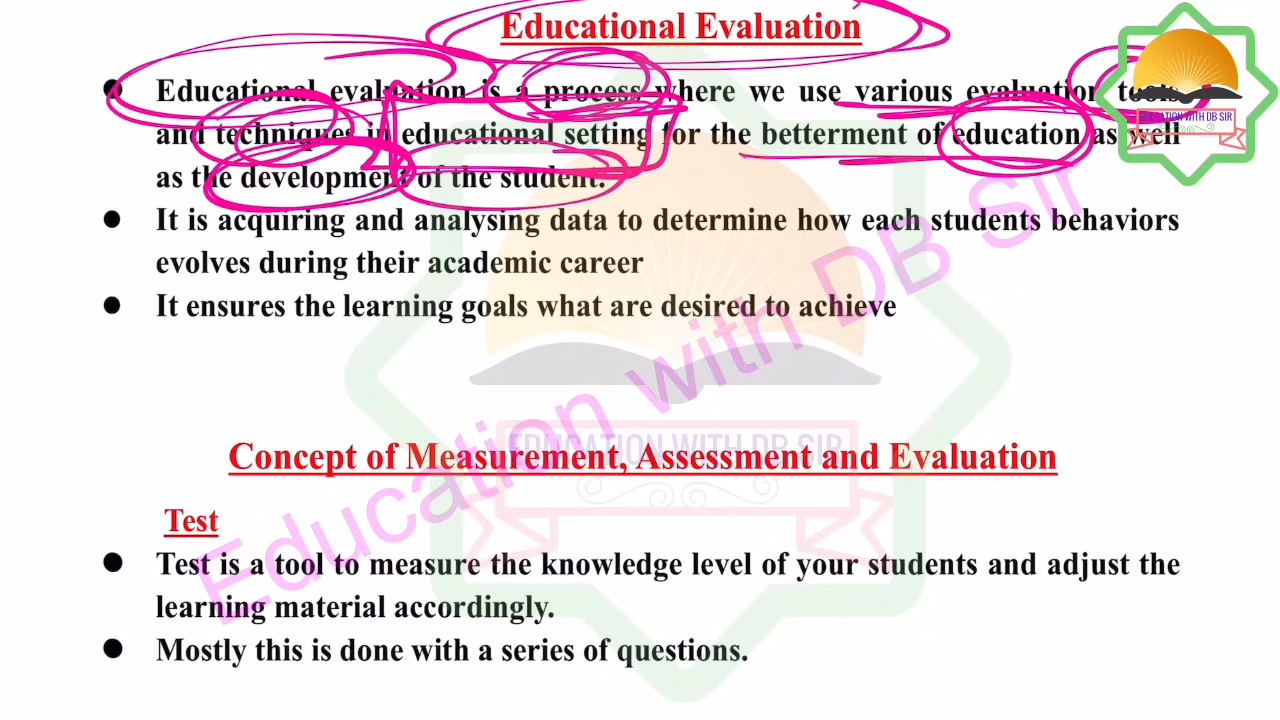 Educational Evaluation
● Educational evaluation is a process where we use various evaluation tools
and techniques in educational setting for the betterment of education as well
as the development of the student.
● It is acquiring and analysing data to determine how each students behaviors
evolves during their academic career
● It ensures the learning goals what are desired to achieve
Concept of Measurement, Assessment and Evaluation
Test
● Test is a tool to measure the knowledge level of your students and adjust the
learning material accordingly.
● Mostly this is done with a series of questions.
EDUCATION WITH DB SIR
EDUCATION WITH DB SIR
Education with DB Sir